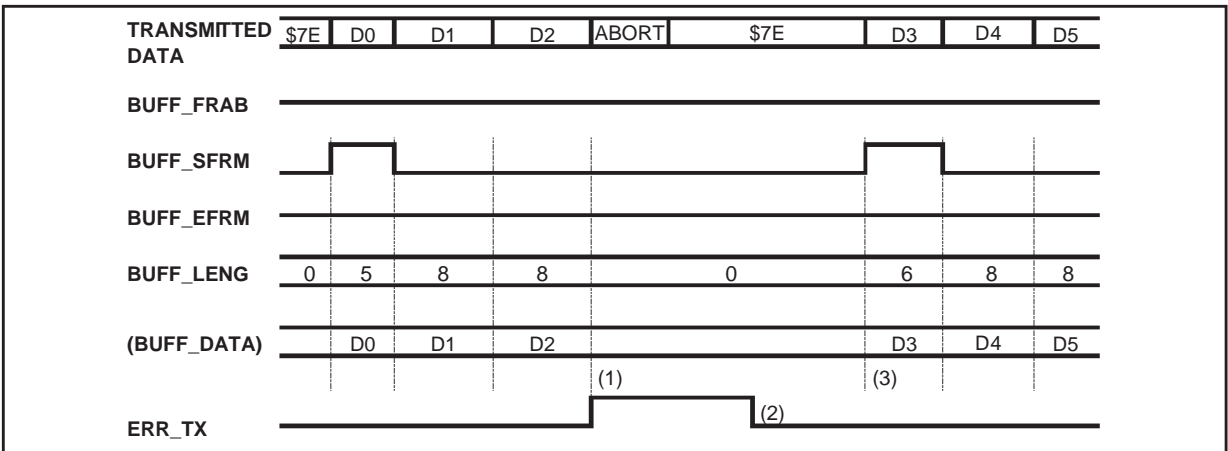 TRANSMITTED DATA $7E D0 D1 D2 ABORT $7E D3 D4 D5
BUFF_FRAB
BUFF_SFRM
BUFF_EFRM
BUFF_LENG 0 5 8 8 0 6 8 8
(BUFF_DATA) D0 D1 D2 D3 D4 D5
(1) (3)
(2)
ERR_TX